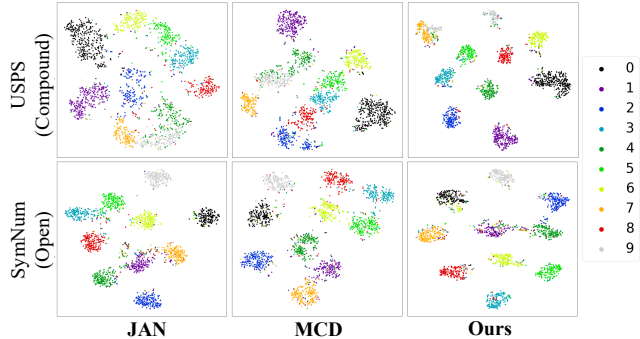 USPS
(Compound)
SymNum
(Open)
0
1
2
3
4
5
6
7
8
9
JAN
MCD
Ours